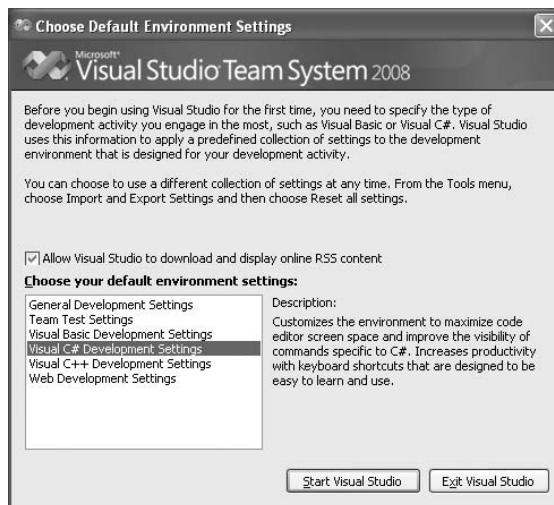 Choose Default Environment Settings
Microsoft®
Visual Studio Team System 2008
Before you begin using Visual Studio for the first time, you need to specify the type of
development activity you engage in the most, such as Visual Basic or Visual C#. Visual Studio
uses this information to apply a predefined collection of settings to the development
environment that is designed for your development activity.
You can choose to use a different collection of settings at any time. From the Tools menu,
choose Import and Export Settings and then choose Reset all settings.
Allow Visual Studio to download and display online RSS content
Choose your default environment settings:
General Development Settings
Team Test Settings
Visual Basic Development Settings
Visual C# Development Settings
Visual C++ Development Settings
Web Development Settings
Description:
Customizes the environment to maximize code
editor screen space and improve the visibility of
commands specific to C#. Increases productivity
with keyboard shortcuts that are designed to be
easy to learn and use.
Start Visual Studio
Exit Visual Studio